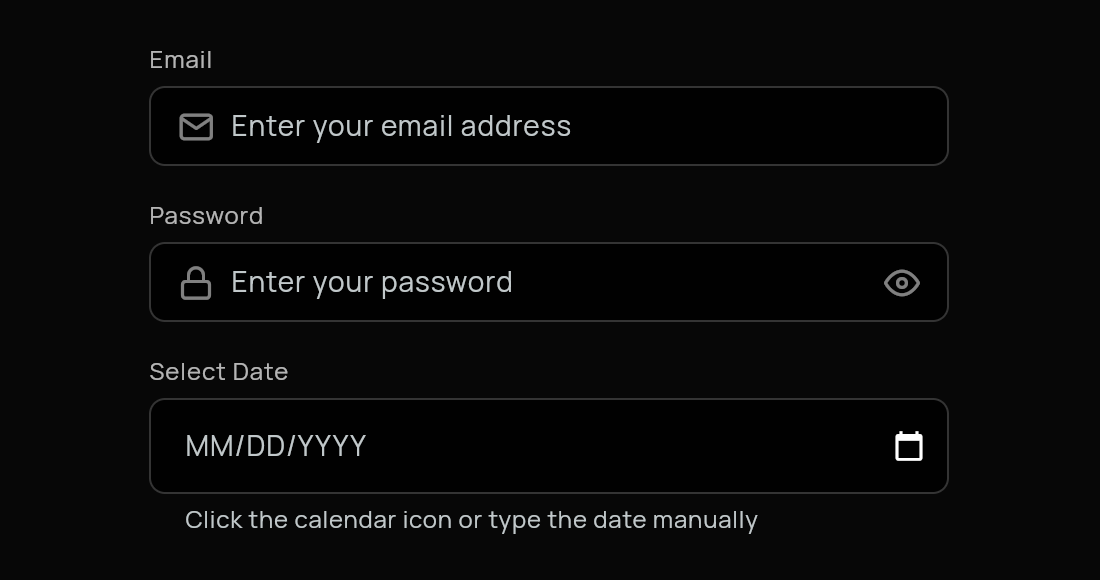 Email
Enter your email address
Password
Enter your password
Select Date
MM/DD/YYYY
Click the calendar icon or type the date manually